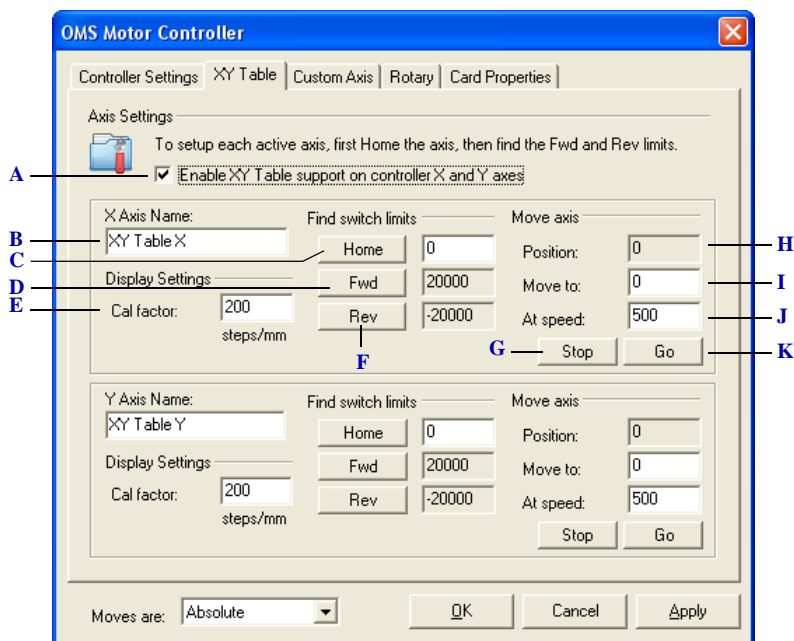 OMS Motor Controller
Controller Settings XY Table Custom Axis Rotary Card Properties
Axis Settings
To setup each active axis, first Home the axis, then find the Fwd and Rev limits.
A Enable XY Table support on controller X and Y axes
X Axis Name: Find switch limits Move axis
B XY Table X
C Home 0 Position: 0 H
Display Settings
D Fwd 20000 Move to: 0 I
E Cal factor: 200
steps/mm
Rev -20000 At speed: 500 J
F
G Stop Go K
Y Axis Name: Find switch limits Move axis
XY Table Y
Home 0 Position: 0
Display Settings
Fwd 20000 Move to: 0
Cal factor: 200
steps/mm
Rev -20000 At speed: 500
Stop Go
Moves are: Absolute OK Cancel Apply